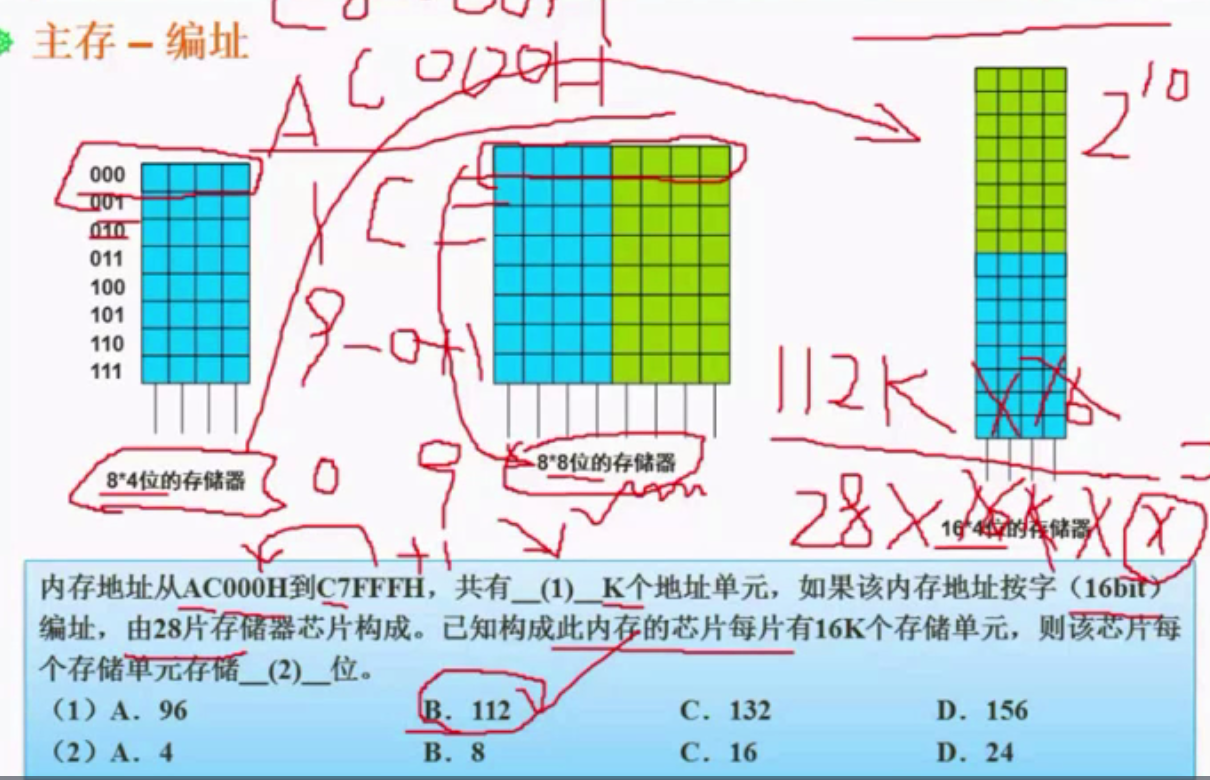 主存 – 编址
C000H
A
2^10
000
001
010
011
100
101
110
111
112K × 16
8*4位的存储器
8*8位的存储器
16*4位的存储器
28 × 16K × x
内存地址从AC000H到C7FFFH，共有__(1)__K个地址单元，如果该内存地址按字（16bit）
编址，由28片存储器芯片构成。已知构成此内存的芯片每片有16K个存储单元，则该芯片每
个存储单元存储__(2)__位。
（1）A．96 B．112 C．132 D．156
（2）A．4 B．8 C．16 D．24